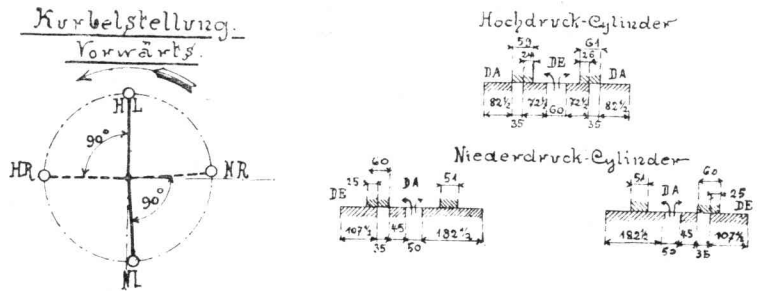 Kurbelstellung.
Vorwärts.
HL
90°
HR
NR
90°
NL
Hochdruck-Cylinder
59
61
24
26
DA
DE
DA
82½
72½
72½
82½
60
35
35
Niederdruck-Cylinder
60
25
51
DE
DA
107½
45
182½
35
50
51
60
25
DA
DE
182½
45
107½
50
35